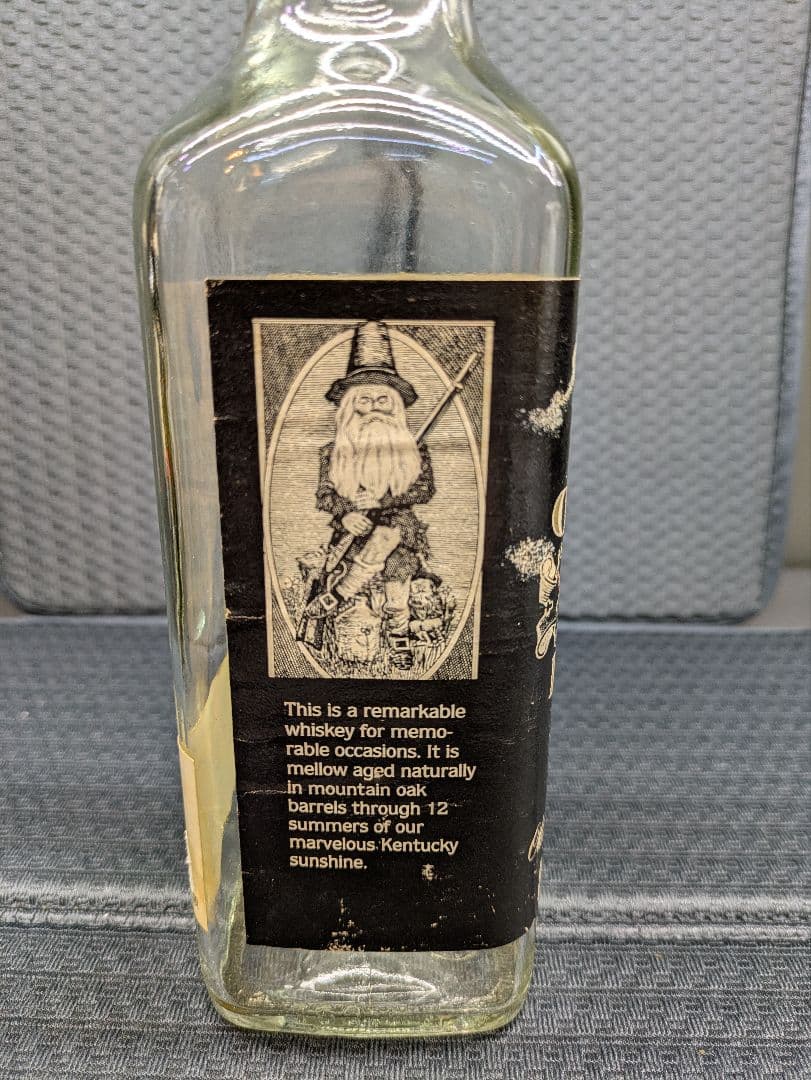 This is a remarkable
whiskey for memo-
rable occasions. It is
mellow aged naturally
in mountain oak
barrels through 12
summers of our
marvelous Kentucky
sunshine.